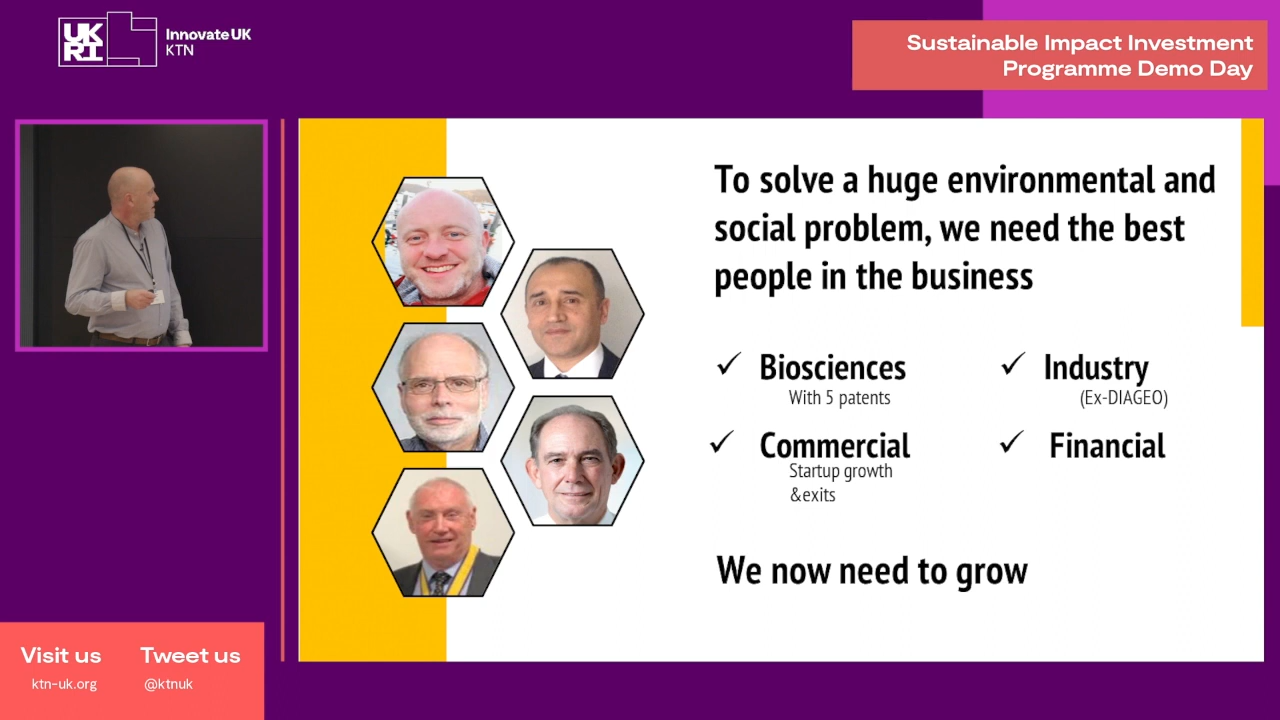 UK
RI
Innovate UK
KTN
Sustainable Impact Investment
Programme Demo Day
To solve a huge environmental and
social problem, we need the best
people in the business
✓ Biosciences
With 5 patents
✓ Industry
(Ex-DIAGEO)
✓ Commercial
Startup growth
&exits
✓ Financial
We now need to grow
Visit us
ktn-uk.org
Tweet us
@ktnuk